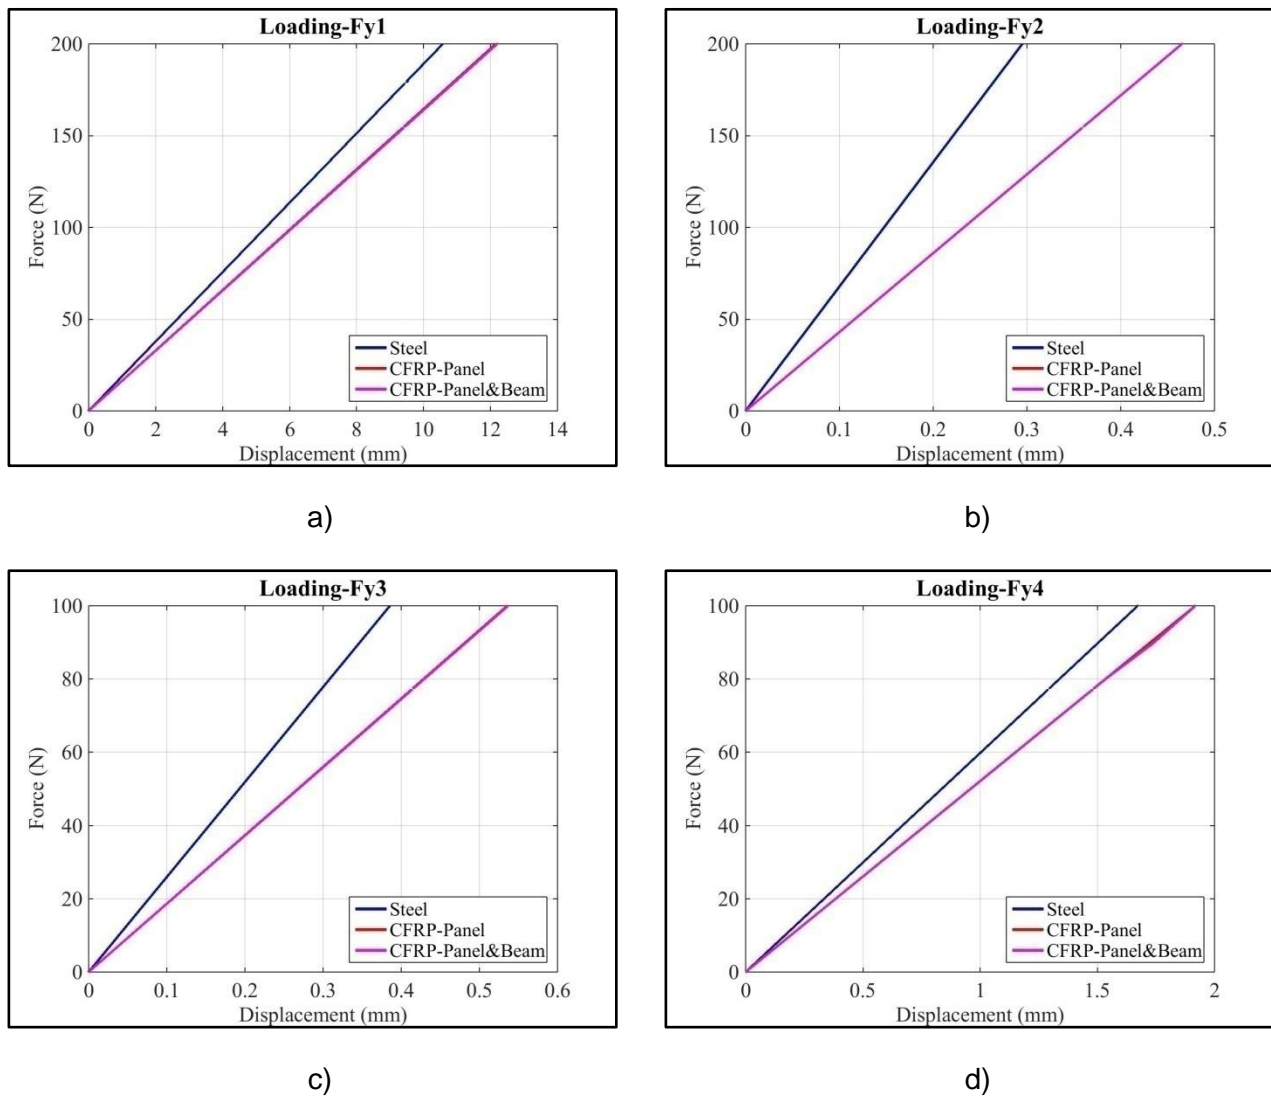 Loading-Fy1
200
150
100
50
0
Force (N)
Steel
CFRP-Panel
CFRP-Panel&Beam
0 2 4 6 8 10 12 14
Displacement (mm)
a)
Loading-Fy2
200
150
100
50
0
Force (N)
Steel
CFRP-Panel
CFRP-Panel&Beam
0 0.1 0.2 0.3 0.4 0.5
Displacement (mm)
b)
Loading-Fy3
100
80
60
40
20
0
Force (N)
Steel
CFRP-Panel
CFRP-Panel&Beam
0 0.1 0.2 0.3 0.4 0.5 0.6
Displacement (mm)
c)
Loading-Fy4
100
80
60
40
20
0
Force (N)
Steel
CFRP-Panel
CFRP-Panel&Beam
0 0.5 1 1.5 2
Displacement (mm)
d)